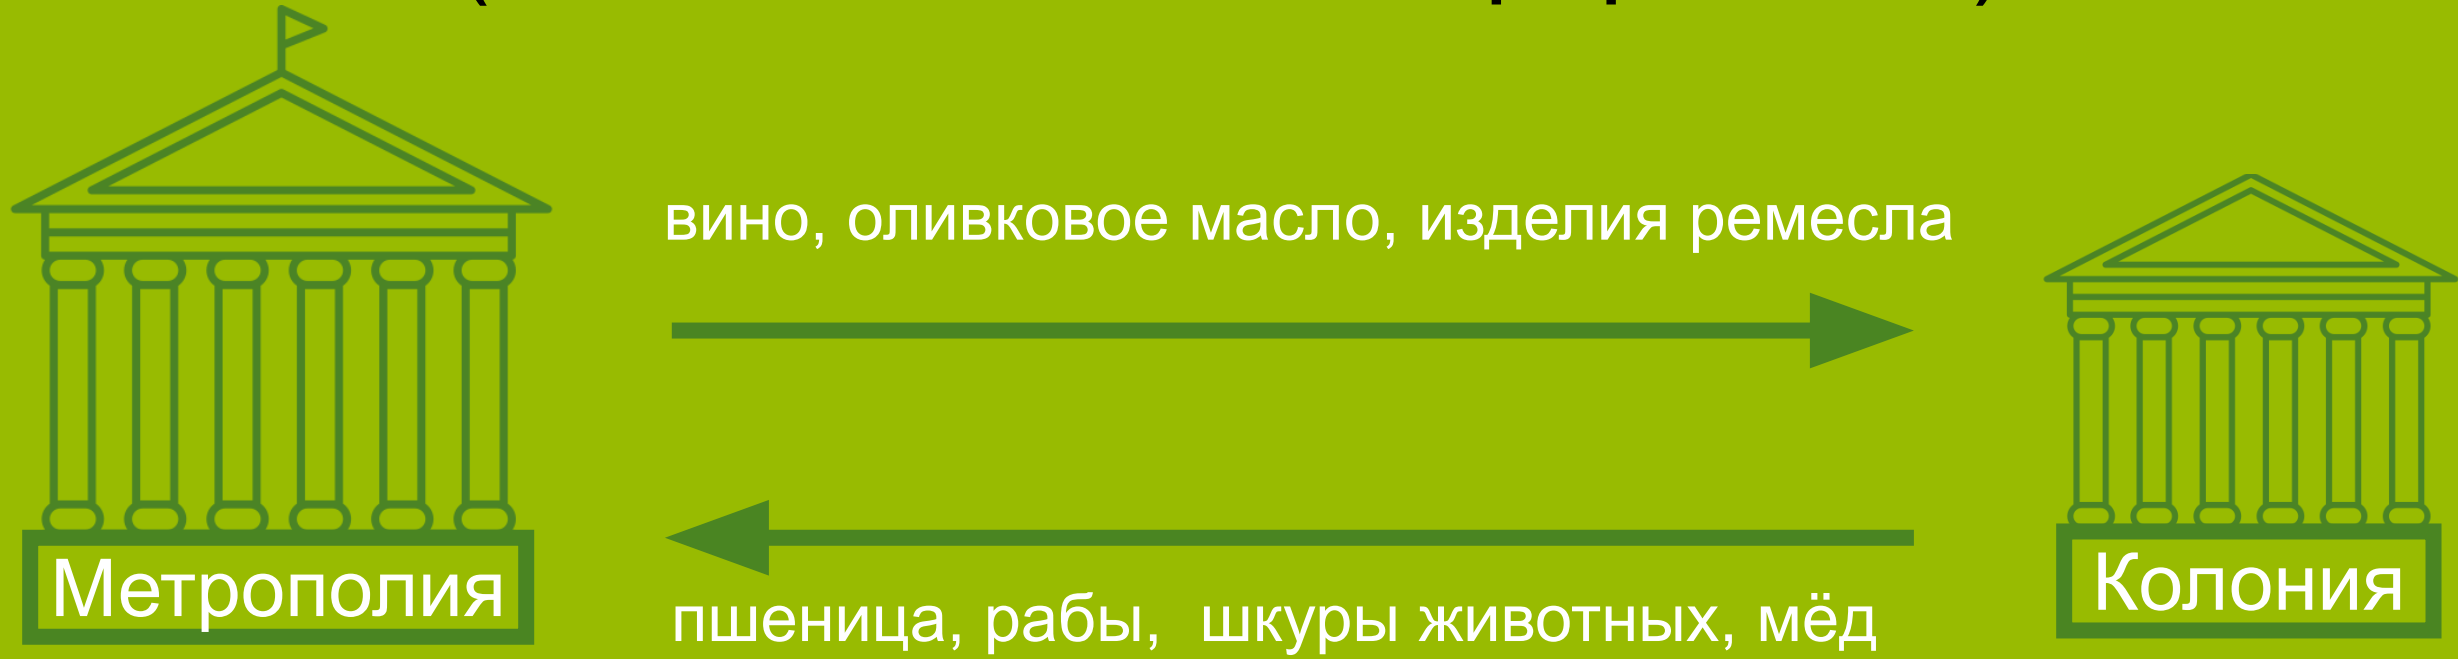 вино, оливковое масло, изделия ремесла
Метрополия
Колония
пшеница, рабы, шкуры животных, мёд